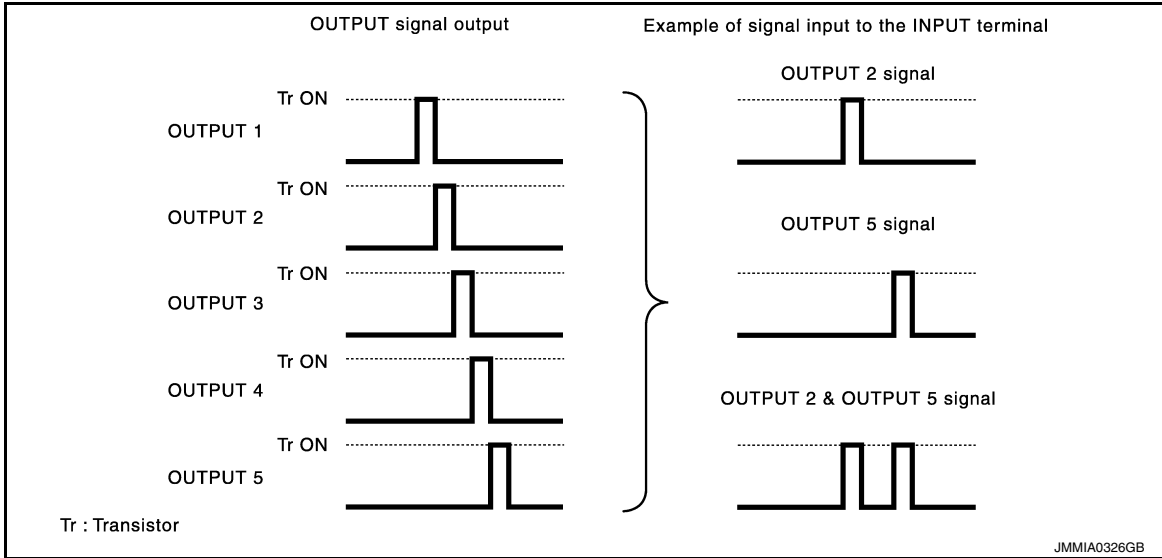 OUTPUT signal output
Example of signal input to the INPUT terminal
OUTPUT 2 signal
Tr ON
OUTPUT 1
Tr ON
OUTPUT 2
OUTPUT 5 signal
Tr ON
OUTPUT 3
Tr ON
OUTPUT 4
OUTPUT 2 & OUTPUT 5 signal
Tr ON
OUTPUT 5
Tr : Transistor
JMMIA0326GB